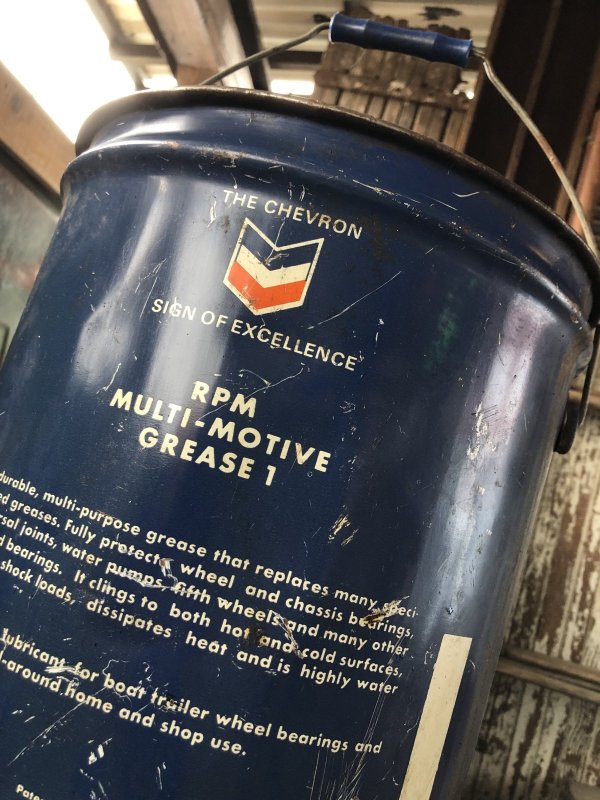 THE CHEVRON
SIGN OF EXCELLENCE
RPM
MULTI-MOTIVE
GREASE 1
durable, multi-purpose grease that replaces many speci-
greases. Fully protects wheel and chassis bearings,
joints, water pumps, fifth wheels and many other
bearings. It clings to both hot and cold surfaces,
shock loads, dissipates heat and is highly water
lubricant for boat trailer wheel bearings and
-around home and shop use.